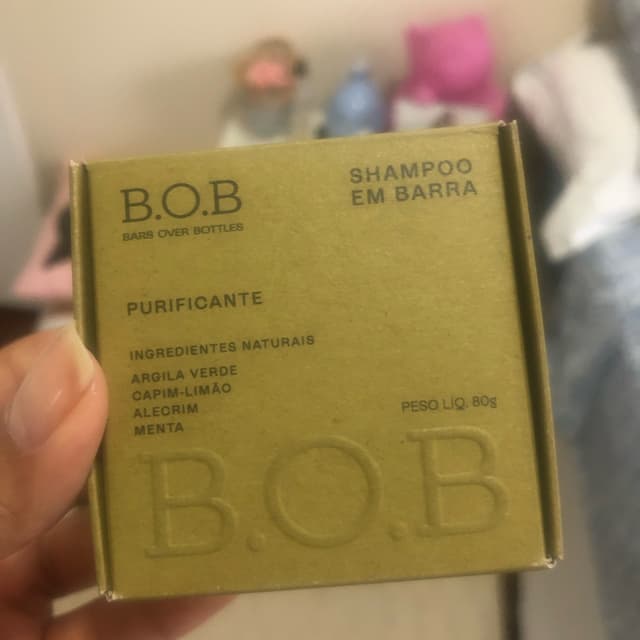 B.O.B
BARS OVER BOTTLES
SHAMPOO
EM BARRA
PURIFICANTE
INGREDIENTES NATURAIS
ARGILA VERDE
CAPIM-LIMÃO
ALECRIM
MENTA
PESO LÍQ. 80g
B.O.B